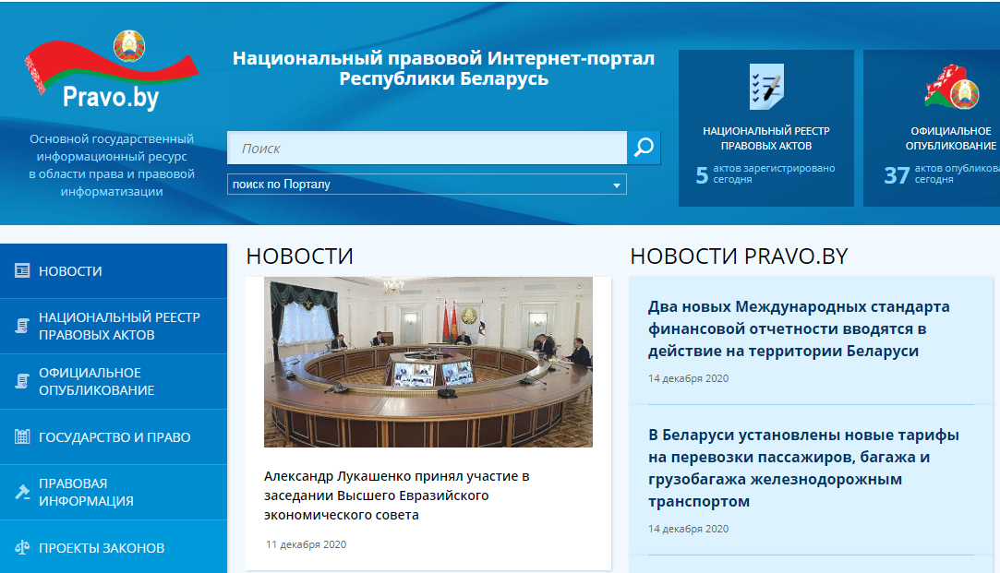 Pravo.by
Основной государственный
информационный ресурс
в области права и правовой
информатизации
Национальный правовой Интернет-портал
Республики Беларусь
Поиск
поиск по Порталу
НАЦИОНАЛЬНЫЙ РЕЕСТР
ПРАВОВЫХ АКТОВ
5 актов зарегистрировано
сегодня
ОФИЦИАЛЬНОЕ
ОПУБЛИКОВАНИЕ
37 актов опубликова
сегодня
НОВОСТИ
НАЦИОНАЛЬНЫЙ РЕЕСТР
ПРАВОВЫХ АКТОВ
ОФИЦИАЛЬНОЕ
ОПУБЛИКОВАНИЕ
ГОСУДАРСТВО И ПРАВО
ПРАВОВАЯ
ИНФОРМАЦИЯ
ПРОЕКТЫ ЗАКОНОВ
НОВОСТИ
Александр Лукашенко принял участие в
заседании Высшего Евразийского
экономического совета
11 декабря 2020
НОВОСТИ PRAVO.BY
Два новых Международных стандарта
финансовой отчетности вводятся в
действие на территории Беларуси
14 декабря 2020
В Беларуси установлены новые тарифы
на перевозки пассажиров, багажа и
грузобагажа железнодорожным
транспортом
14 декабря 2020